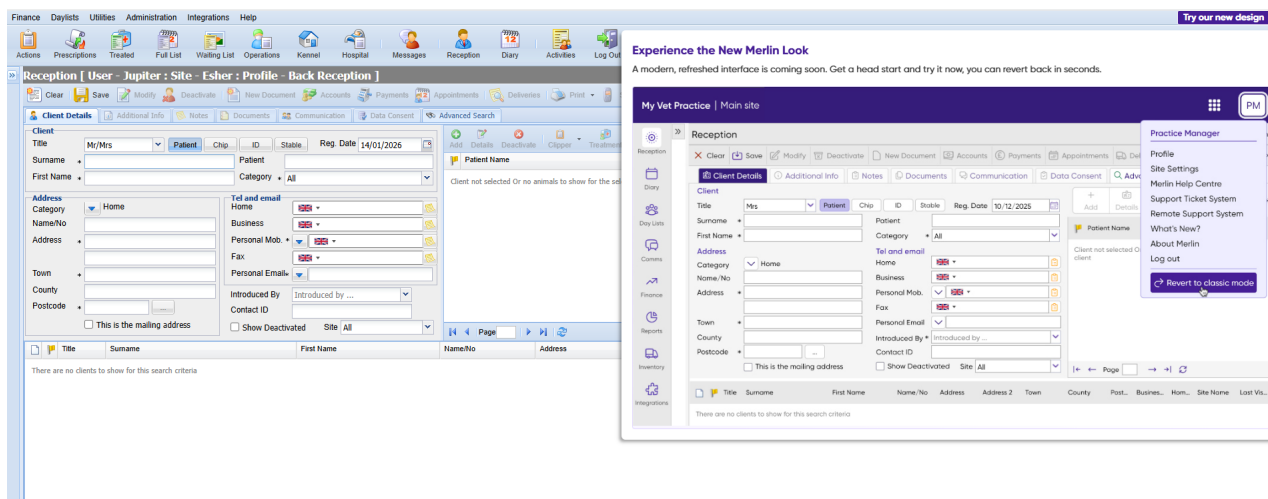 Finance Daylists Utilities Administration Integrations Help
Try our new design
Actions Prescriptions Treated Full List Waiting List Operations Kennel Hospital Messages Reception Diary Activities Log Out
Reception [ User - Jupiter : Site - Esher : Profile - Back Reception ]
Clear Save Modify Deactivate New Document Accounts Payments Appointments Deliveries Print
Client Details Additional Info Notes Documents Communication Data Consent Advanced Search
Client
Title Mr/Mrs Patient Chip ID Stable Reg. Date 14/01/2026
Surname Patient
First Name Category All
Address
Category Home
Name/No
Address
Town
County
Postcode ...
This is the mailing address
Tel and email
Home
Business
Personal Mob.
Fax
Personal Email
Introduced By Introduced by ...
Contact ID
Show Deactivated Site All
Add Details Deactivate Clipper
Patient Name
Client not selected Or no animals to show for the sel
Page
Title Surname First Name Name/No Address
There are no clients to show for this search criteria
Experience the New Merlin Look
A modern, refreshed interface is coming soon. Get a head start and try it now, you can revert back in seconds.
My Vet Practice | Main site
PM
Reception
Diary
Day Lists
Comms
Finance
Reports
Inventory
Integrations
Reception
Clear Save Modify Deactivate New Document Accounts Payments Appointments Del
Client Details Additional Info Notes Documents Communication Data Consent Adv
Client
Title Mrs Patient Chip ID Stable Reg. Date 10/12/2025
Surname Patient
First Name Category All
Address
Category Home
Name/No
Address
Town
County
Postcode ...
This is the mailing address
Tel and email
Home
Business
Personal Mob.
Fax
Personal Email
Introduced By Introduced by ...
Contact ID
Show Deactivated Site All
Add Details
Patient Name
Client not selected O
client
Page
Title Surname First Name Name/No Address Address 2 Town County Post... Busines... Hom... Site Name Last Vis...
There are no clients to show for this search criteria
Practice Manager
Profile
Site Settings
Merlin Help Centre
Support Ticket System
Remote Support System
What's New?
About Merlin
Log out
Revert to classic mode